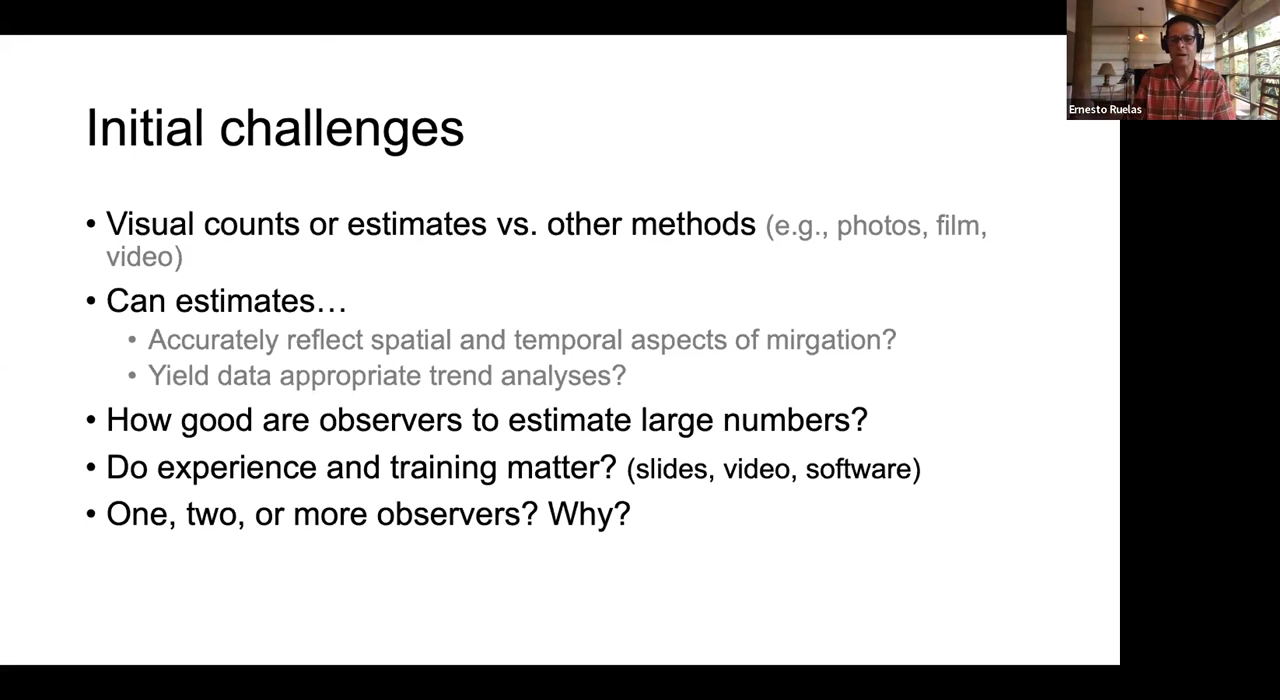 Initial challenges
• Visual counts or estimates vs. other methods (e.g., photos, film,
video)
• Can estimates…
• Accurately reflect spatial and temporal aspects of mirgation?
• Yield data appropriate trend analyses?
• How good are observers to estimate large numbers?
• Do experience and training matter? (slides, video, software)
• One, two, or more observers? Why?
Ernesto Ruelas